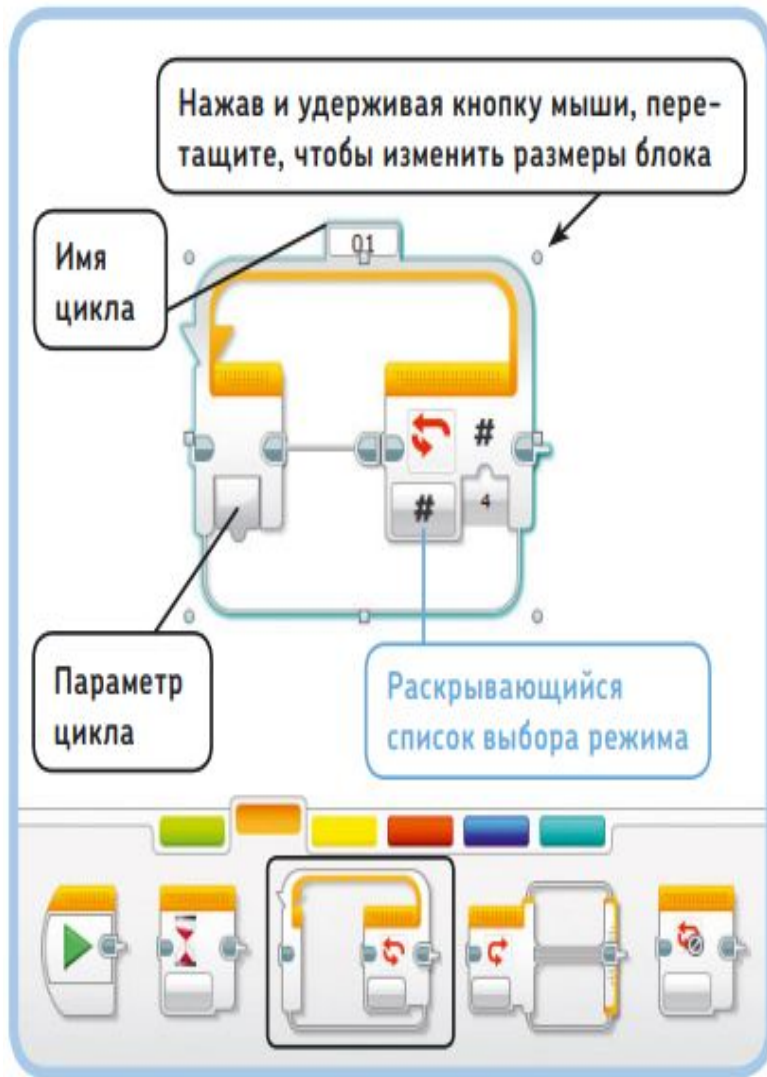 Нажав и удерживая кнопку мыши, пере-
тащите, чтобы изменить размеры блока
Имя
цикла
01
#
#
4
Параметр
цикла
Раскрывающийся
список выбора режима